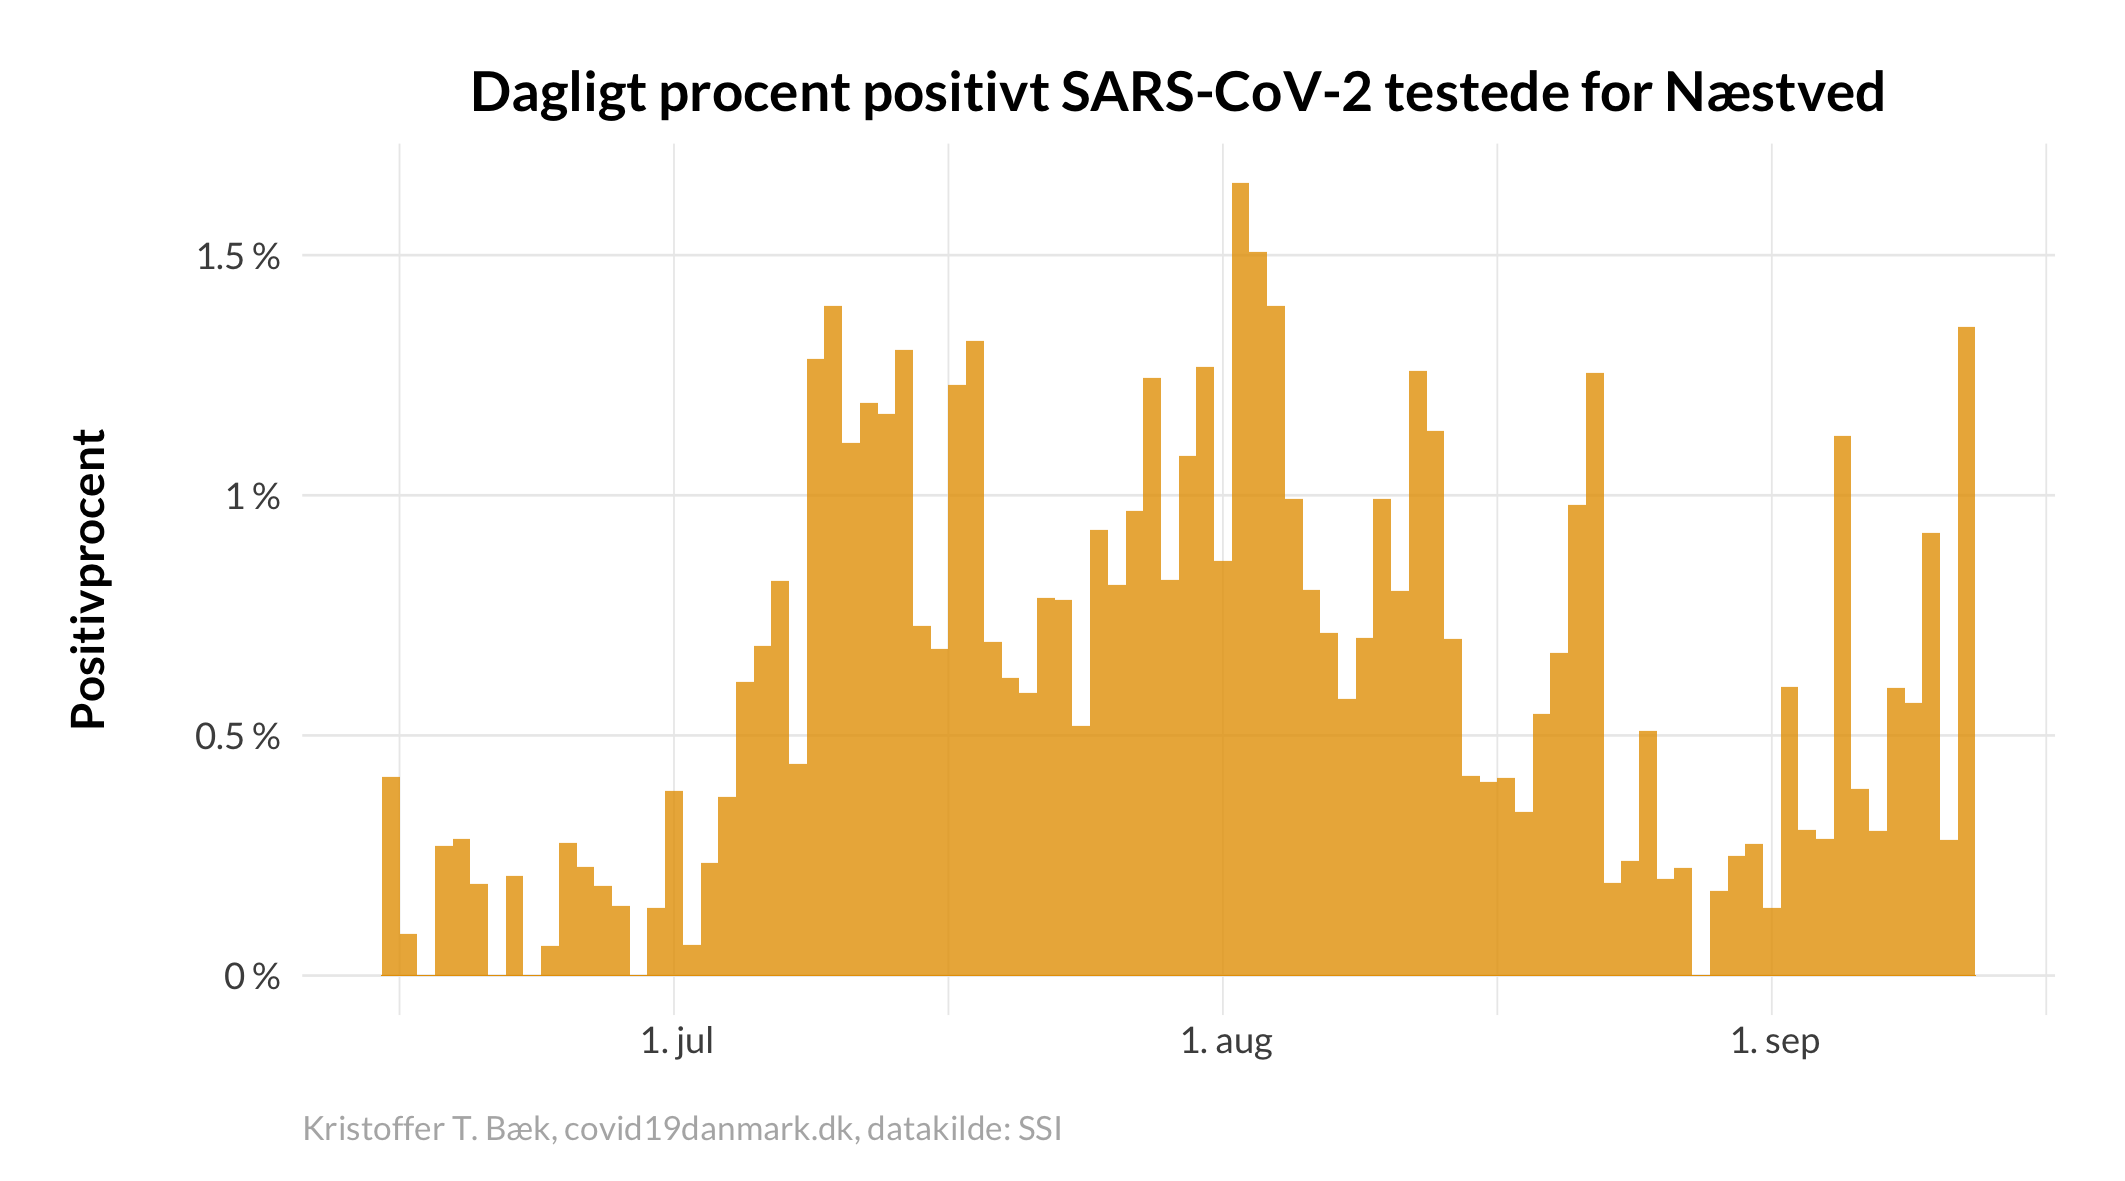 Dagligt procent positivt SARS-CoV-2 testede for Næstved
Positivprocent
1.5 %
1 %
0.5 %
0 %
1. jul
1. aug
1. sep
Kristoffer T. Bæk, covid19danmark.dk, datakilde: SSI